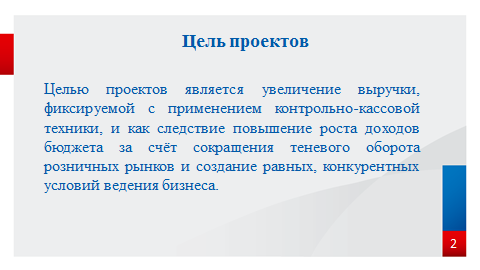 Цель проектов
Целью проектов является увеличение выручки,
фиксируемой с применением контрольно-кассовой
техники, и как следствие повышение роста доходов
бюджета за счёт сокращения теневого оборота
розничных рынков и создание равных, конкурентных
условий ведения бизнеса.
2